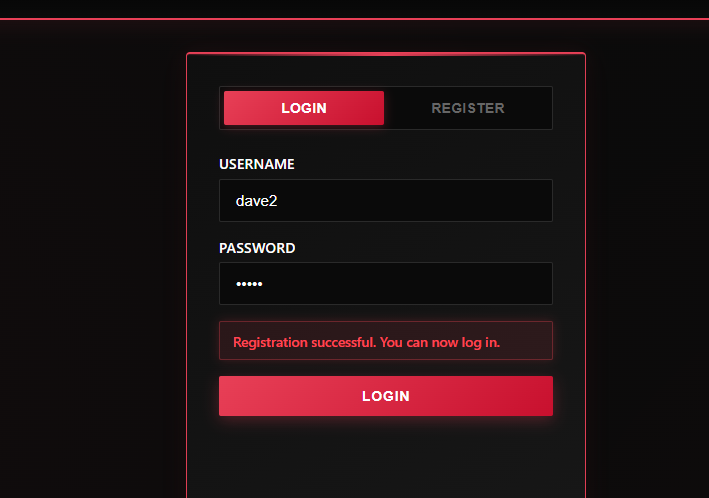 LOGIN REGISTER
USERNAME
dave2
PASSWORD
•••••
Registration successful. You can now log in.
LOGIN